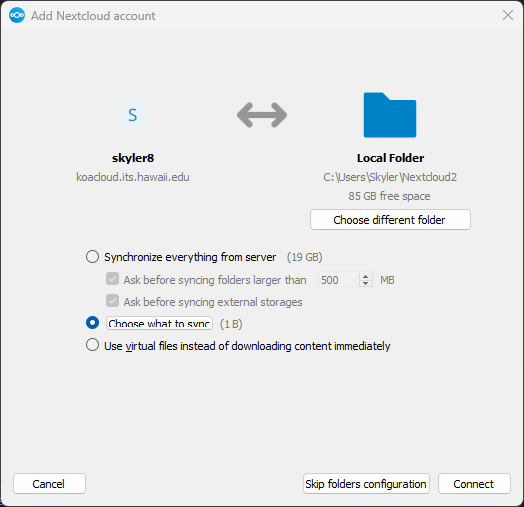 Add Nextcloud account
S
skyler8
koacloud.its.hawaii.edu
Local Folder
C:\Users\Skyler\Nextcloud2
85 GB free space
Choose different folder
Synchronize everything from server (19 GB)
Ask before syncing folders larger than 500 MB
Ask before syncing external storages
Choose what to sync (1 B)
Use virtual files instead of downloading content immediately
Cancel
Skip folders configuration
Connect